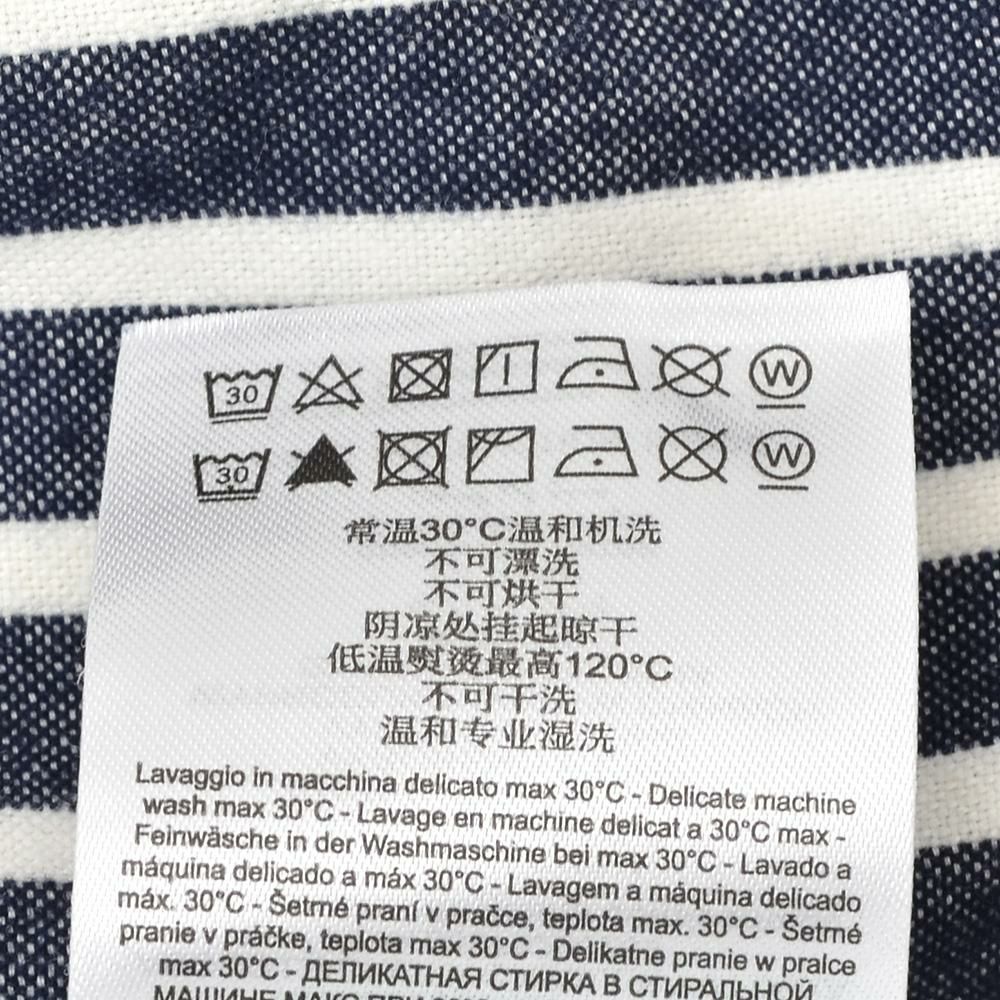 30 W
30 W
常温30°C温和机洗
不可漂洗
不可烘干
阴凉处挂起晾干
低温熨烫最高120°C
不可干洗
温和专业湿洗
Lavaggio in macchina delicato max 30°C - Delicate machine
wash max 30°C - Lavage en machine delicat a 30°C max -
Feinwäsche in der Washmaschine bei max 30°C - Lavado a
máquina delicado a máx 30°C - Lavagem a máquina delicado
máx. 30°C - Šetrné praní v pračce, teplota max. 30°C - Šetrné
pranie v práčke, teplota max 30°C - Delikatne pranie w pralce
max 30°C - ДЕЛИКАТНАЯ СТИРКА В СТИРАЛЬНОЙ
МАШИНЕ МАКС ПРИ